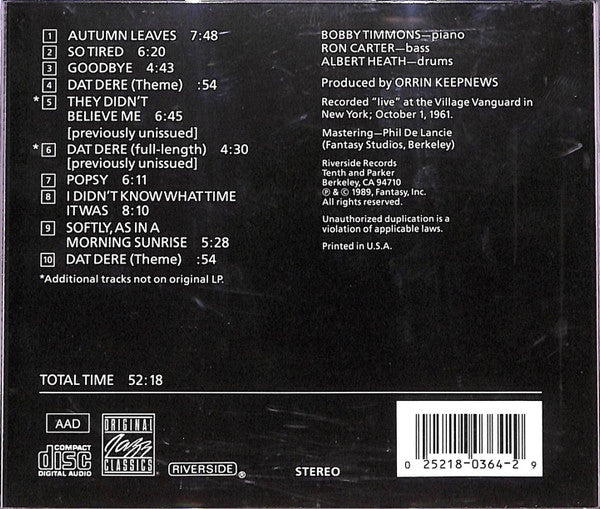 1 AUTUMN LEAVES 7:48
2 SO TIRED 6:20
3 GOODBYE 4:43
4 DAT DERE (Theme) :54
*5 THEY DIDN'T
BELIEVE ME 6:45
[previously unissued]
*6 DAT DERE (full-length) 4:30
[previously unissued]
7 POPSY 6:11
8 I DIDN'T KNOW WHAT TIME
IT WAS 8:10
9 SOFTLY, AS IN A
MORNING SUNRISE 5:28
10 DAT DERE (Theme) :54
*Additional tracks not on original LP.
BOBBY TIMMONS—piano
RON CARTER—bass
ALBERT HEATH—drums
Produced by ORRIN KEEPNEWS
Recorded "live" at the Village Vanguard in
New York; October 1, 1961.
Mastering—Phil De Lancie
(Fantasy Studios, Berkeley)
Riverside Records
Tenth and Parker
Berkeley, CA 94710
℗ & © 1989, Fantasy, Inc.
All rights reserved.
Unauthorized duplication is a
violation of applicable laws.
Printed in U.S.A.
TOTAL TIME 52:18
AAD
COMPACT
disc
DIGITAL AUDIO
ORIGINAL
Jazz
CLASSICS
RIVERSIDE®
STEREO
0 25218-0364-2 9